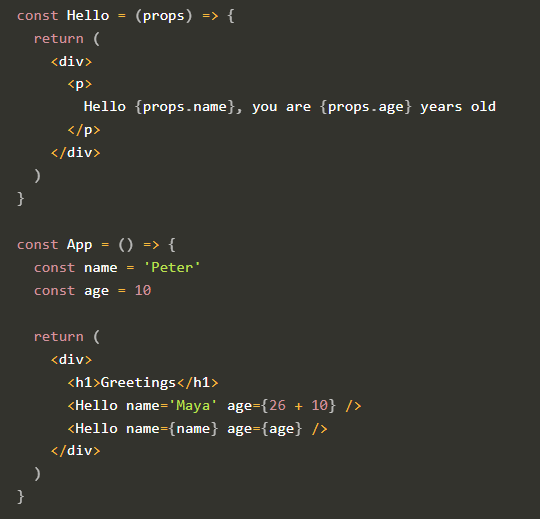 const Hello = (props) => {
  return (
    <div>
      <p>
        Hello {props.name}, you are {props.age} years old
      </p>
    </div>
  )
}

const App = () => {
  const name = 'Peter'
  const age = 10

  return (
    <div>
      <h1>Greetings</h1>
      <Hello name='Maya' age={26 + 10} />
      <Hello name={name} age={age} />
    </div>
  )
}